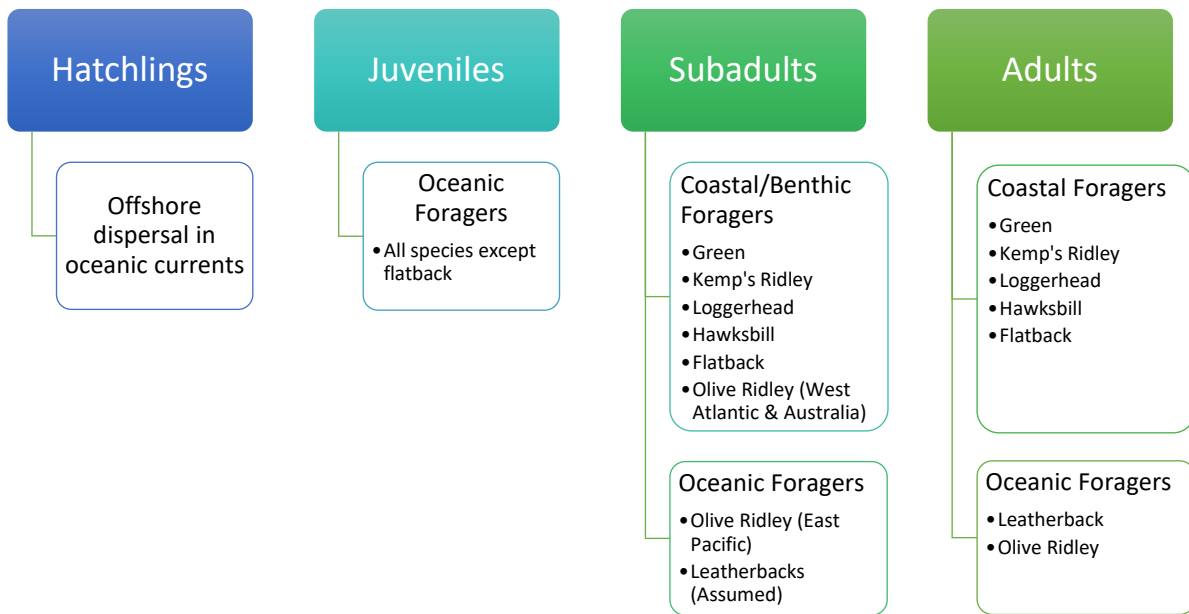 Hatchlings
Offshore
dispersal in
oceanic currents
Juveniles
Oceanic
Foragers
•All species except
flatback
Subadults
Coastal/Benthic
Foragers
•Green
•Kemp's Ridley
•Loggerhead
•Hawksbill
•Flatback
•Olive Ridley (West
Atlantic & Australia)
Oceanic Foragers
•Olive Ridley (East
Pacific)
•Leatherbacks
(Assumed)
Adults
Coastal Foragers
•Green
•Kemp's Ridley
•Loggerhead
•Hawksbill
•Flatback
Oceanic Foragers
•Leatherback
•Olive Ridley